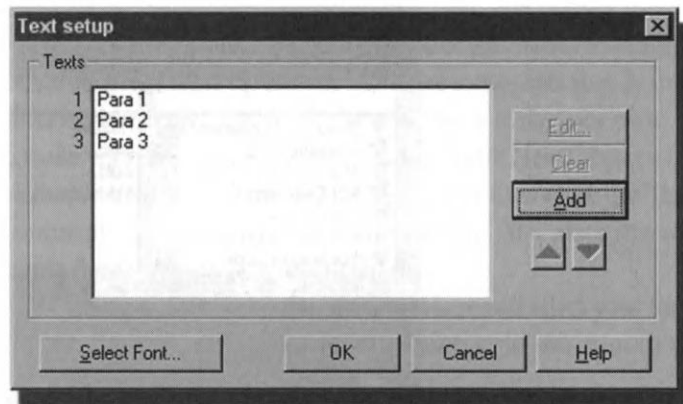 Text setup
Texts
1 Para 1
2 Para 2
3 Para 3
Edit...
Clear
Add
Select Font...
OK
Cancel
Help